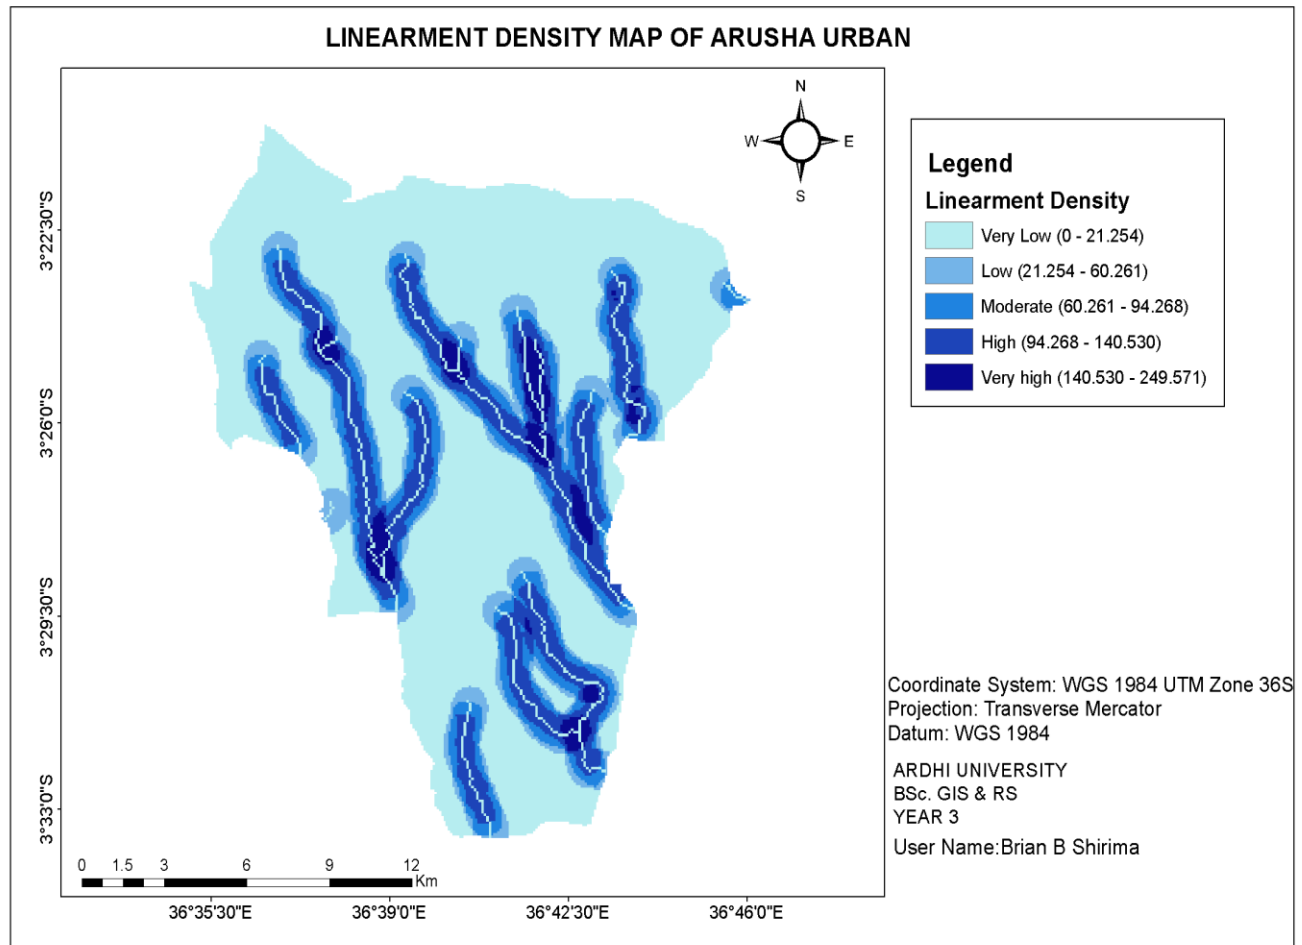 LINEARMENT DENSITY MAP OF ARUSHA URBAN
N
W E
S
Legend
Linearment Density
Very Low (0 - 21.254)
Low (21.254 - 60.261)
Moderate (60.261 - 94.268)
High (94.268 - 140.530)
Very high (140.530 - 249.571)
3°22'30"S
3°26'0"S
3°29'30"S
3°33'0"S
0 1.5 3 6 9 12
Km
36°35'30"E 36°39'0"E 36°42'30"E 36°46'0"E
Coordinate System: WGS 1984 UTM Zone 36S
Projection: Transverse Mercator
Datum: WGS 1984
ARDHI UNIVERSITY
BSc. GIS & RS
YEAR 3
User Name:Brian B Shirima